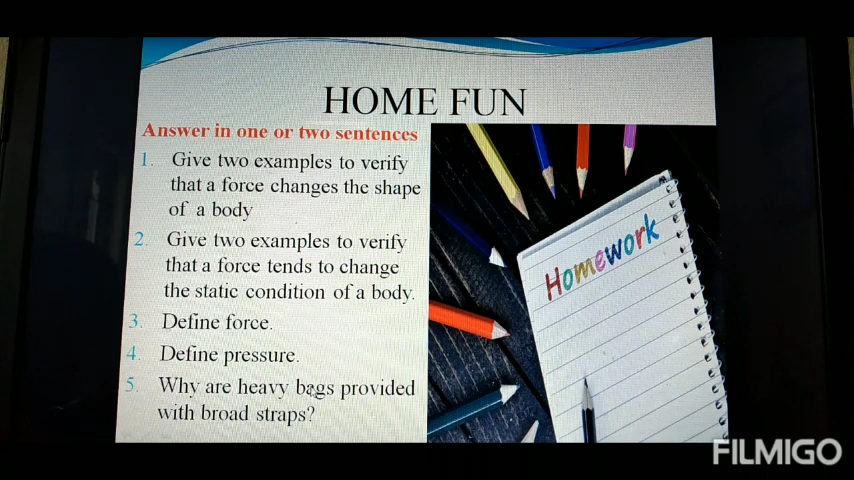 HOME FUN
Answer in one or two sentences
1. Give two examples to verify
that a force changes the shape
of a body
2. Give two examples to verify
that a force tends to change
the static condition of a body.
3. Define force.
4. Define pressure.
5. Why are heavy bags provided
with broad straps?
Homework
FILMIGO